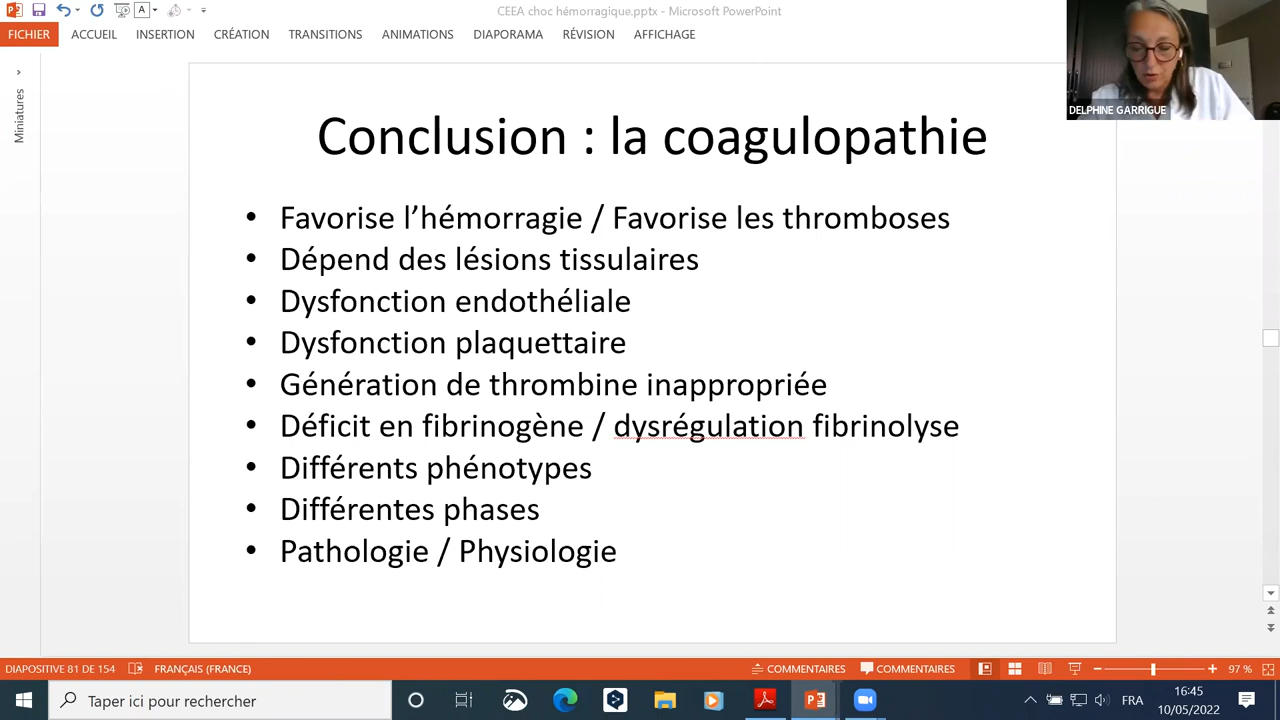 CEEA choc hémorragique.pptx - Microsoft PowerPoint
FICHIER ACCUEIL INSERTION CRÉATION TRANSITIONS ANIMATIONS DIAPORAMA RÉVISION AFFICHAGE
DELPHINE GARRIGUE
Miniatures
Conclusion : la coagulopathie
• Favorise l’hémorragie / Favorise les thromboses
• Dépend des lésions tissulaires
• Dysfonction endothéliale
• Dysfonction plaquettaire
• Génération de thrombine inappropriée
• Déficit en fibrinogène / dysrégulation fibrinolyse
• Différents phénotypes
• Différentes phases
• Pathologie / Physiologie
DIAPOSITIVE 81 DE 154 FRANÇAIS (FRANCE) COMMENTAIRES COMMENTAIRES 97 %
Taper ici pour rechercher
FRA
16:45
10/05/2022